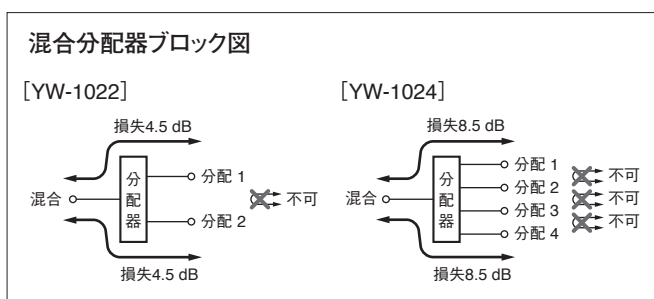 混合分配器ブロック図
[YW-1022]
損失4.5 dB
混合
分配器
分配 1
分配 2
不可
損失4.5 dB
[YW-1024]
損失8.5 dB
混合
分配器
分配 1
分配 2
分配 3
分配 4
不可
不可
不可
損失8.5 dB